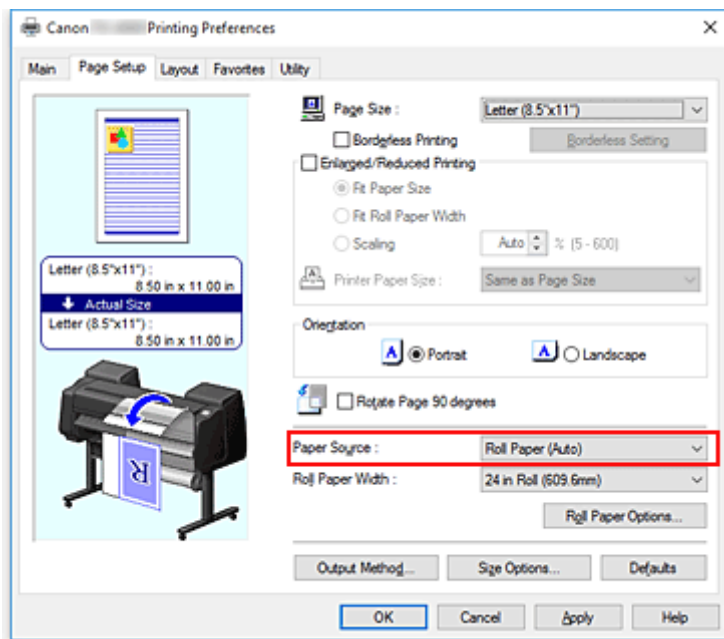 Canon Printing Preferences
Main Page Setup Layout Favorites Utility
Page Size : Letter (8.5"x11")
Borderless Printing Borderless Setting
Enlarged/Reduced Printing
Fit Paper Size
Fit Roll Paper Width
Scaling Auto % (5 - 600)
Printer Paper Size : Same as Page Size
Letter (8.5"x11") :
8.50 in x 11.00 in
Actual Size
Letter (8.5"x11") :
8.50 in x 11.00 in
Orientation
A Portrait A Landscape
Rotate Page 90 degrees
R
Paper Source : Roll Paper (Auto)
Roll Paper Width : 24 in Roll (609.6mm)
Roll Paper Options...
Output Method... Size Options... Defaults
OK Cancel Apply Help